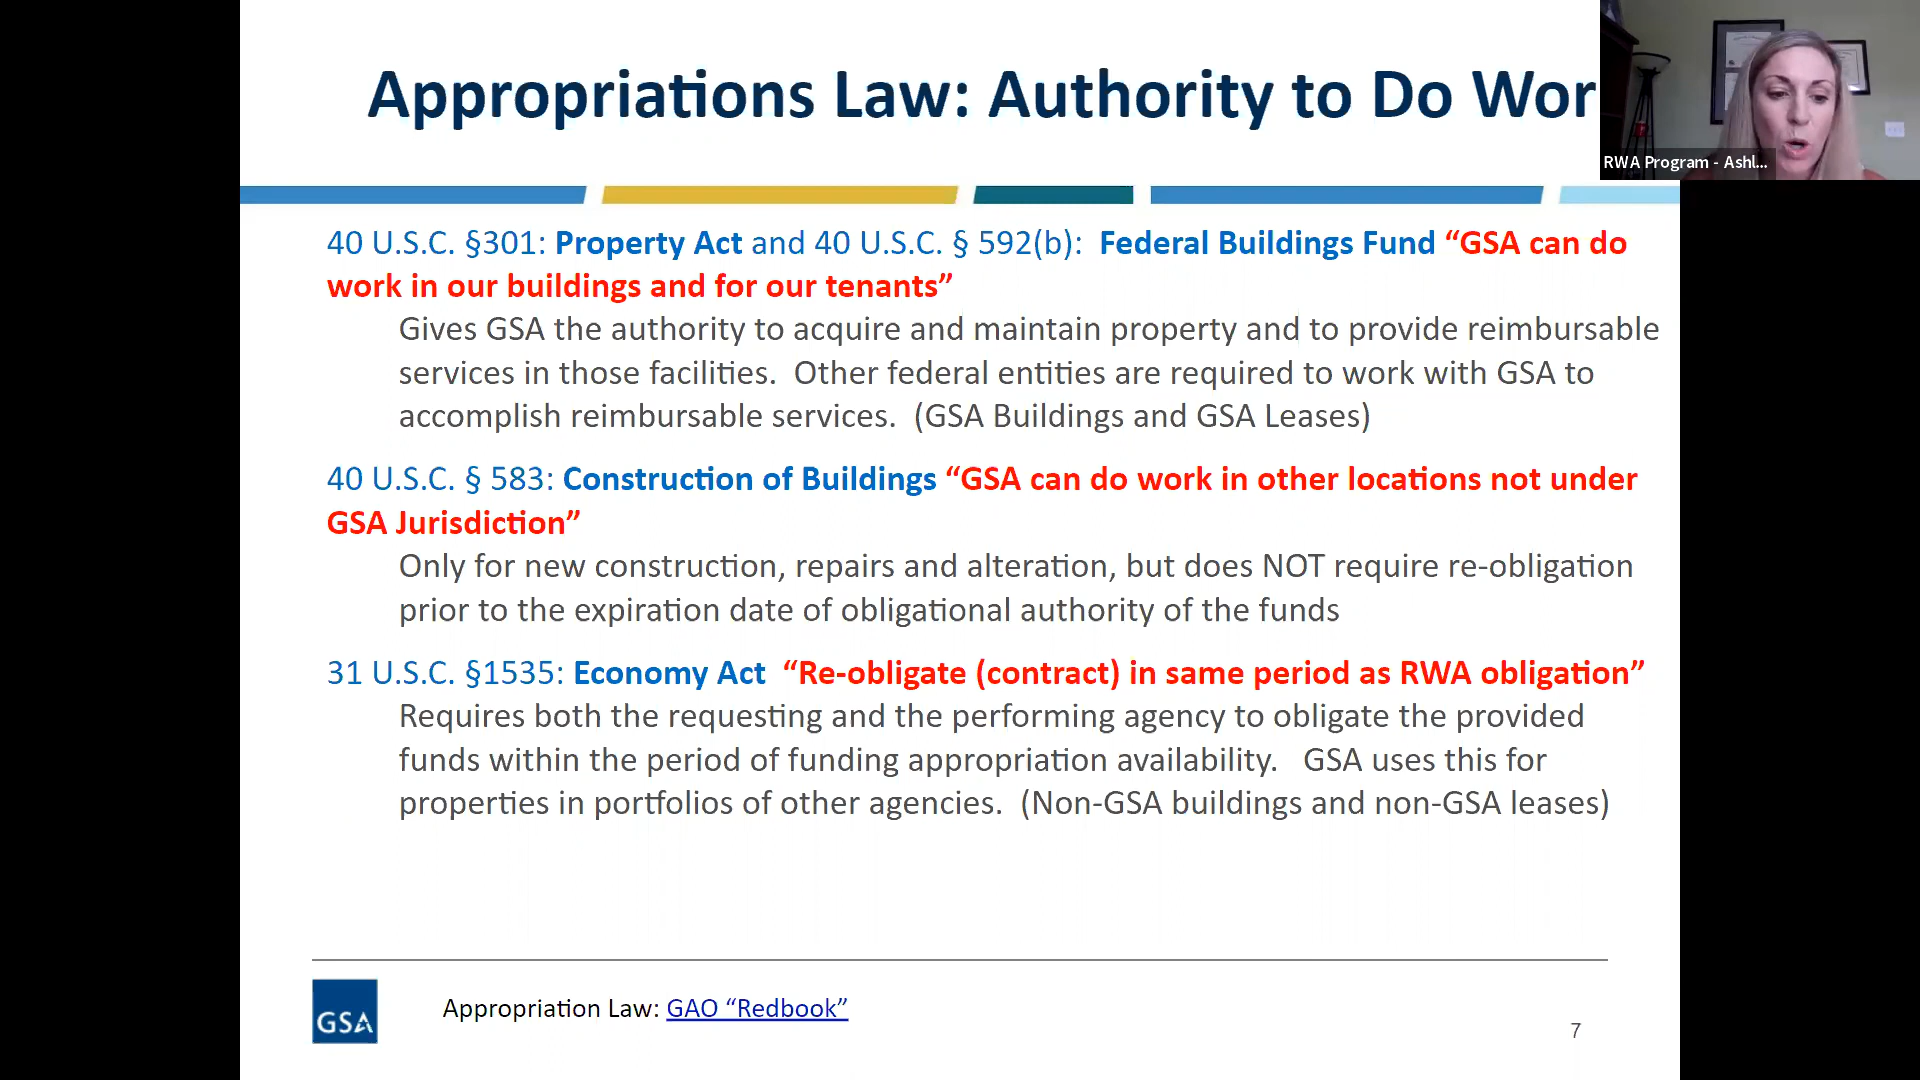 Appropriations Law: Authority to Do Wor
RWA Program - Ashl...
40 U.S.C. §301: Property Act and 40 U.S.C. § 592(b):  Federal Buildings Fund “GSA can do
work in our buildings and for our tenants”
Gives GSA the authority to acquire and maintain property and to provide reimbursable
services in those facilities.  Other federal entities are required to work with GSA to
accomplish reimbursable services.  (GSA Buildings and GSA Leases)
40 U.S.C. § 583: Construction of Buildings “GSA can do work in other locations not under
GSA Jurisdiction”
Only for new construction, repairs and alteration, but does NOT require re-obligation
prior to the expiration date of obligational authority of the funds
31 U.S.C. §1535: Economy Act  “Re-obligate (contract) in same period as RWA obligation”
Requires both the requesting and the performing agency to obligate the provided
funds within the period of funding appropriation availability.   GSA uses this for
properties in portfolios of other agencies.  (Non-GSA buildings and non-GSA leases)
GSA
Appropriation Law: GAO “Redbook”
7